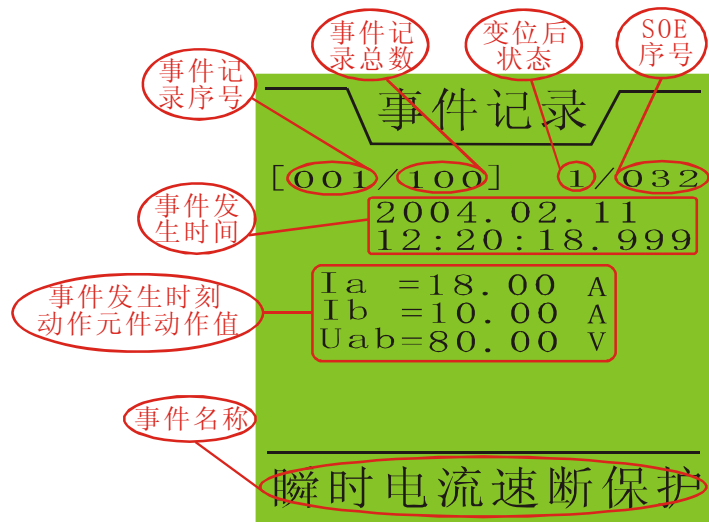 事件记
录总数
变位后
状态
SOE
序号
事件记
录序号
事件记录
[001/100] 1/032
事件发
生时间
2004.02.11
12:20:18.999
事件发生时刻
动作元件动作值
Ia =18.00 A
Ib =10.00 A
Uab=80.00 V
事件名称
瞬时电流速断保护